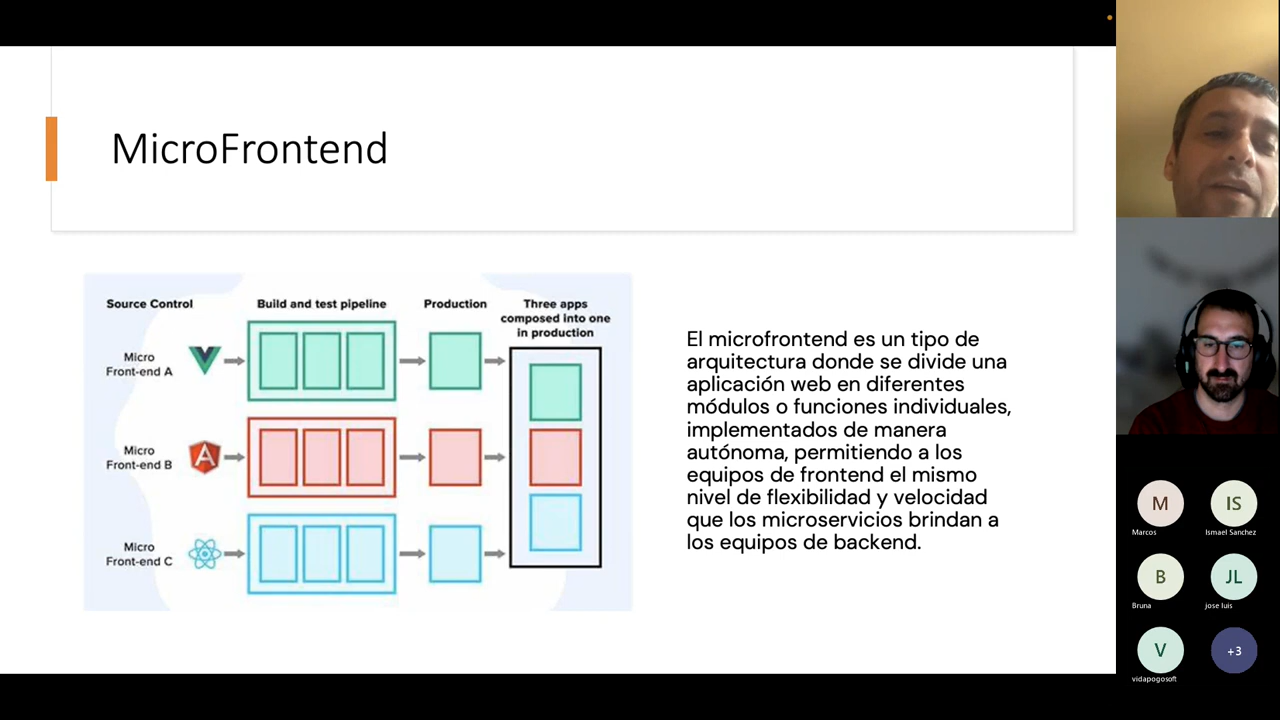 MicroFrontend
Source Control
Build and test pipeline
Production
Three apps
composed into one
in production
Micro
Front-end A
Micro
Front-end B
Micro
Front-end C
El microfrontend es un tipo de
arquitectura donde se divide una
aplicación web en diferentes
módulos o funciones individuales,
implementados de manera
autónoma, permitiendo a los
equipos de frontend el mismo
nivel de flexibilidad y velocidad
que los microservicios brindan a
los equipos de backend.
M
IS
Marcos
Ismael Sanchez
B
JL
Bruna
jose luis
V
+3
vidapogosoft